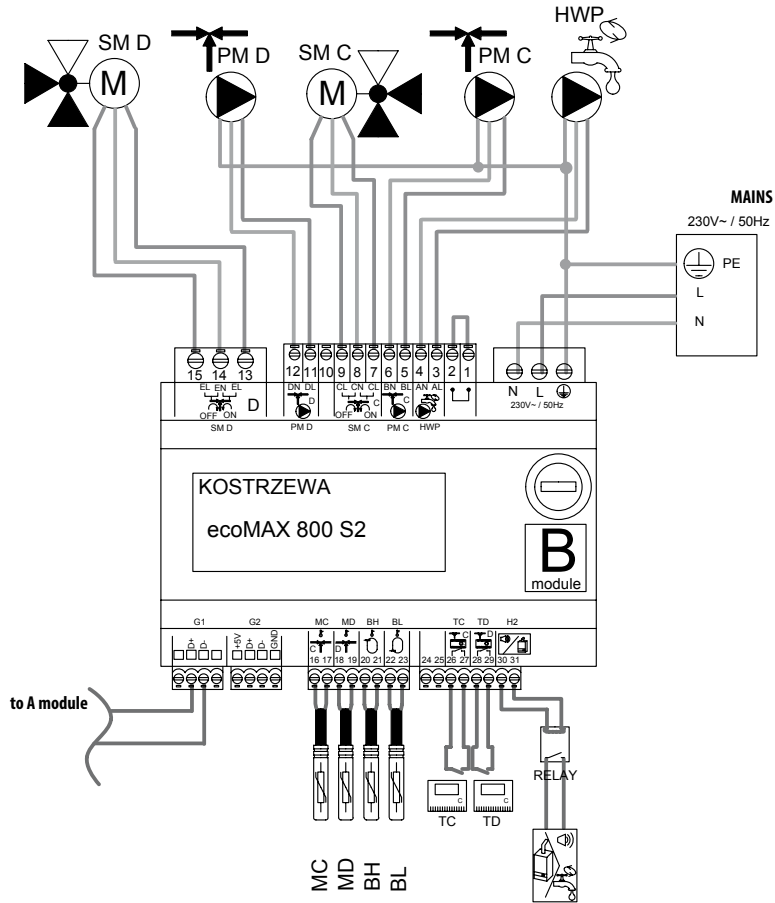 HWP
SM D
PM D
SM C
PM C
M
M
MAINS
230V~ / 50Hz
PE
L
N
15 14 13
12 11 10 9 8 7 6 5 4 3 2 1
EL EN EL
DN DL
CL CN CL
BN BL
AN AL
N L
230V~ / 50Hz
D
D
C
C
OFF ON
OFF ON
SM D
PM D
SM C
PM C
HWP
KOSTRZEWA
ecoMAX 800 S2
B
module
G1
G2
MC
MD
BH
BL
TC
TD
H2
D+
D-
+5V
D+
D-
GND
C
D
C
D
16 17 18 19 20 21 22 23
24 25 26 27 28 29 30 31
to A module
RELAY
C
C
TC
TD
MC
MD
BH
BL